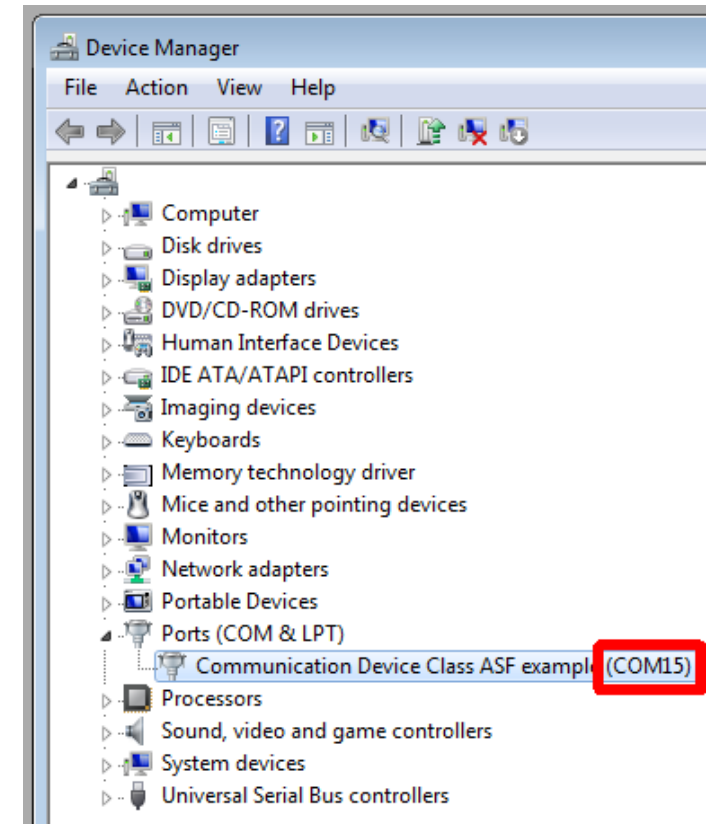 Device Manager
File Action View Help
Computer
Disk drives
Display adapters
DVD/CD-ROM drives
Human Interface Devices
IDE ATA/ATAPI controllers
Imaging devices
Keyboards
Memory technology driver
Mice and other pointing devices
Monitors
Network adapters
Portable Devices
Ports (COM & LPT)
Communication Device Class ASF example (COM15)
Processors
Sound, video and game controllers
System devices
Universal Serial Bus controllers